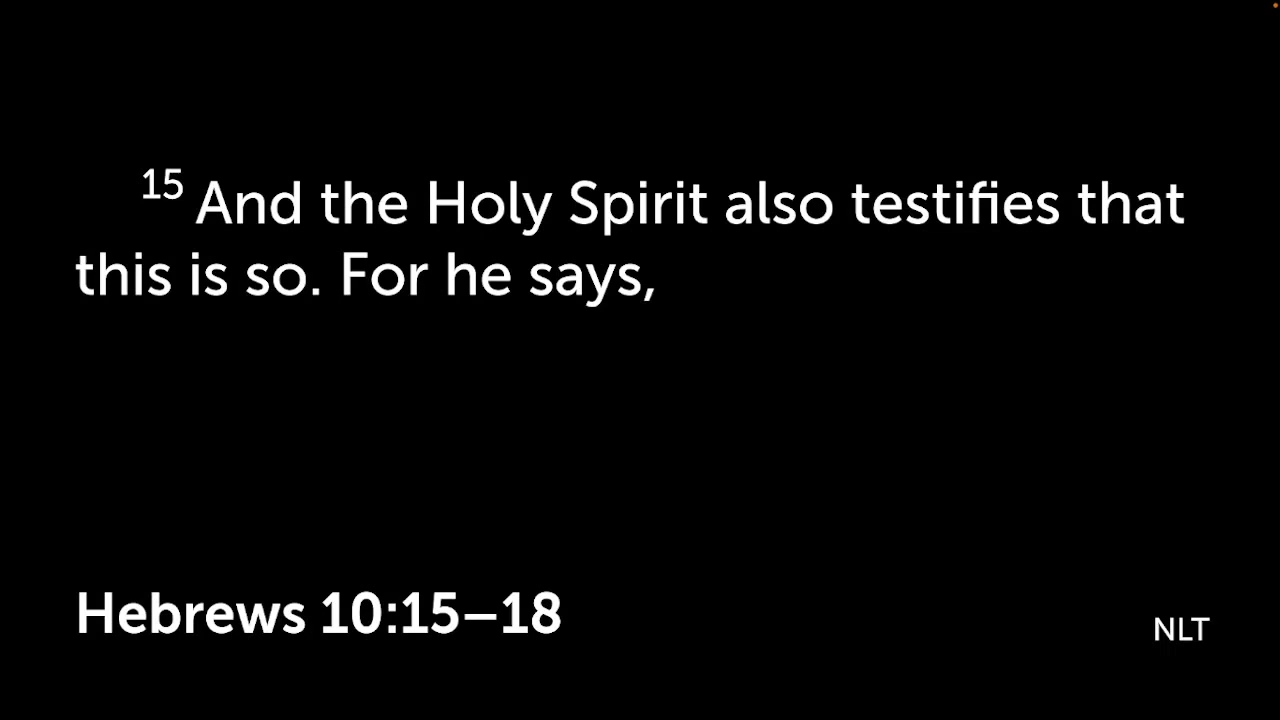 15 And the Holy Spirit also testifies that
this is so. For he says,
Hebrews 10:15–18
NLT